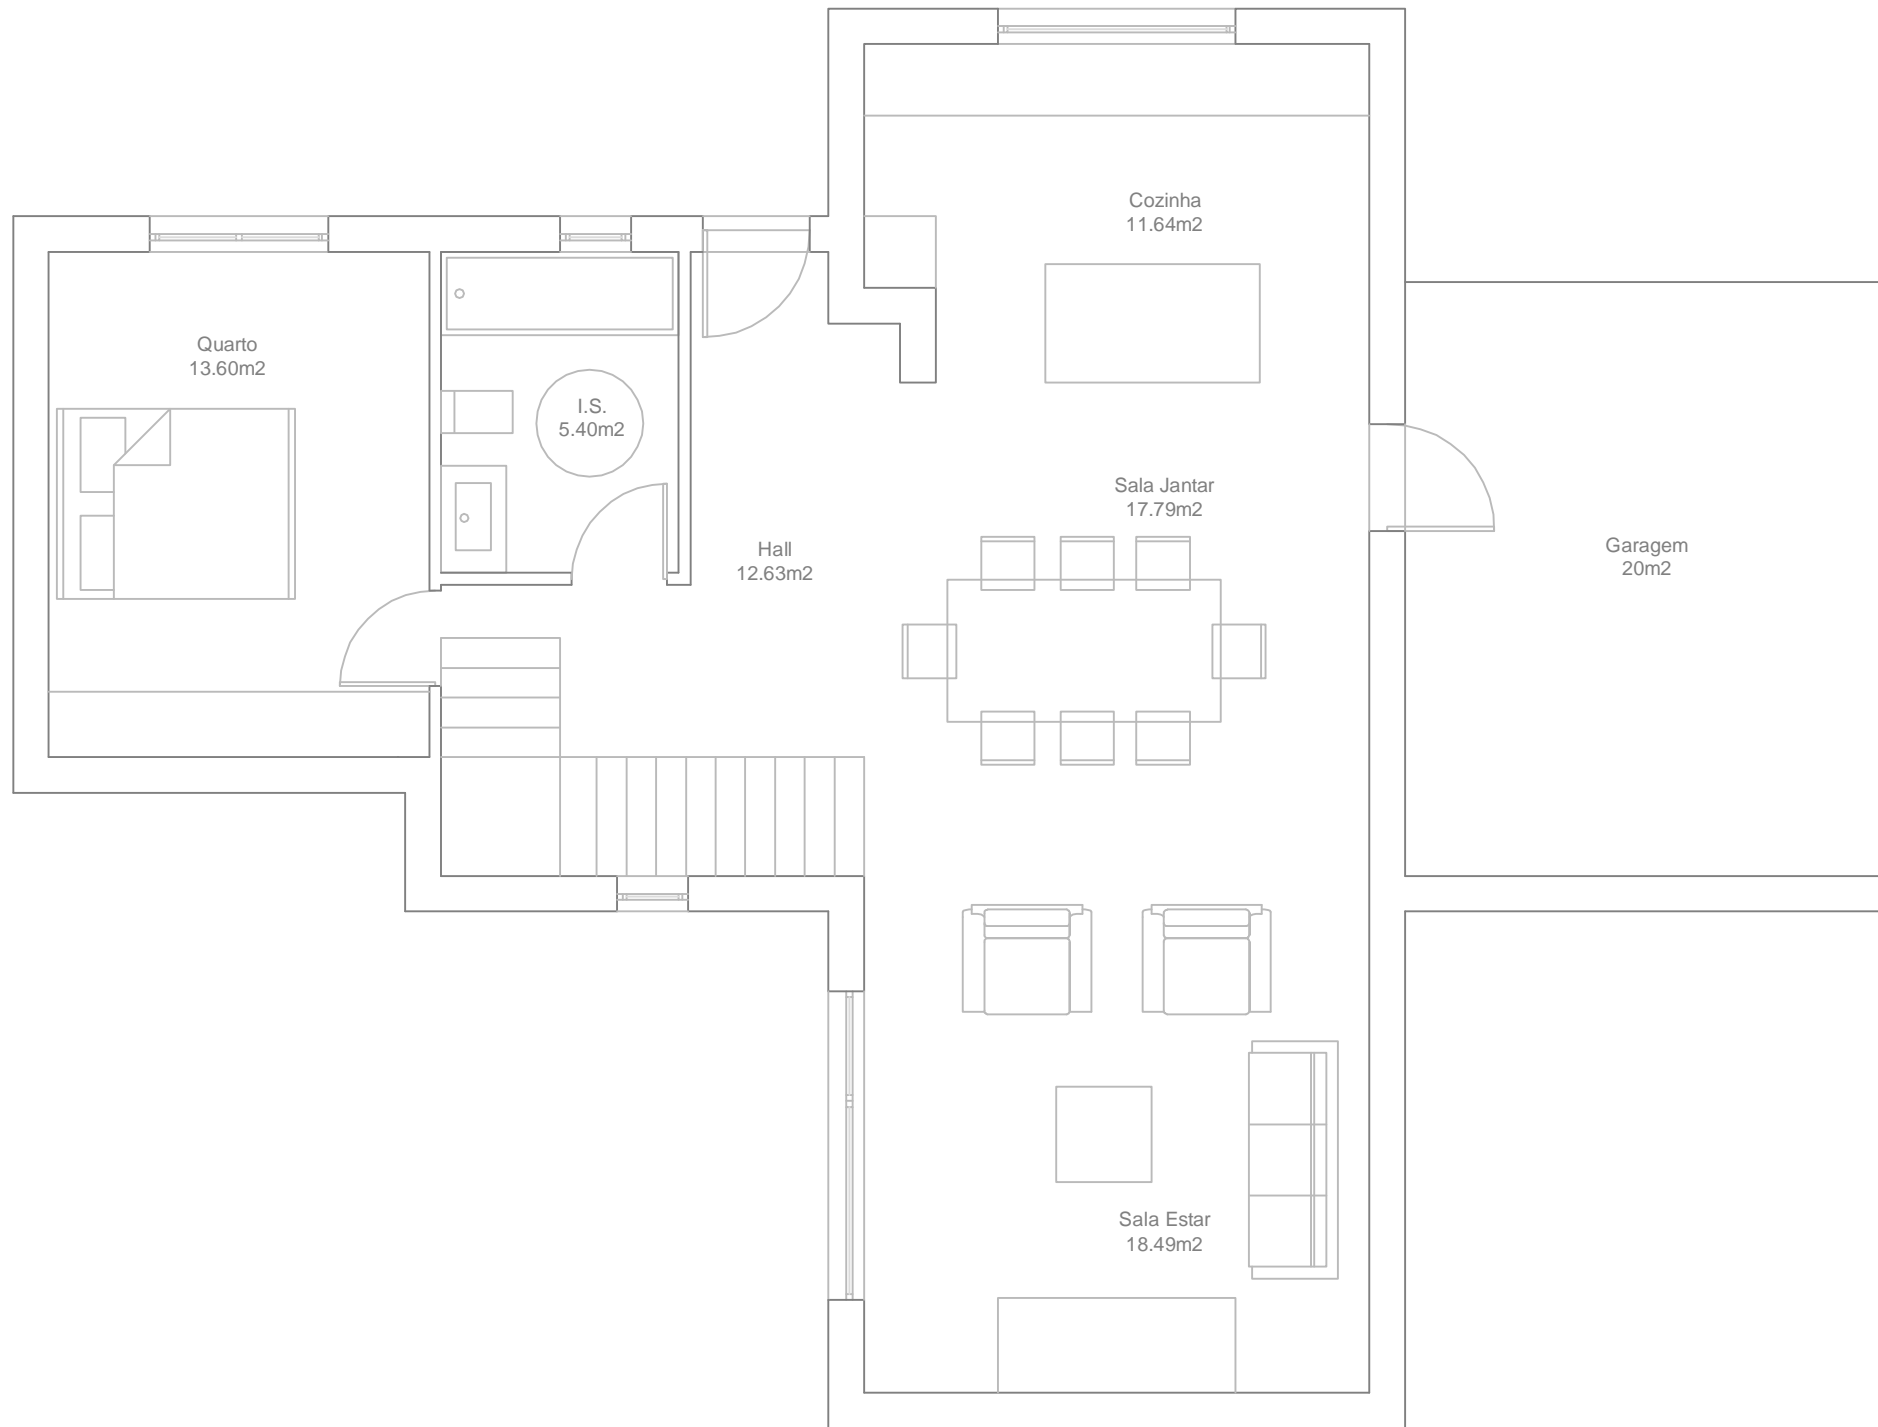 Cozinha
11.64m2
Quarto
13.60m2
I.S.
5.40m2
Sala Jantar
17.79m2
Hall
12.63m2
Garagem
20m2
Sala Estar
18.49m2